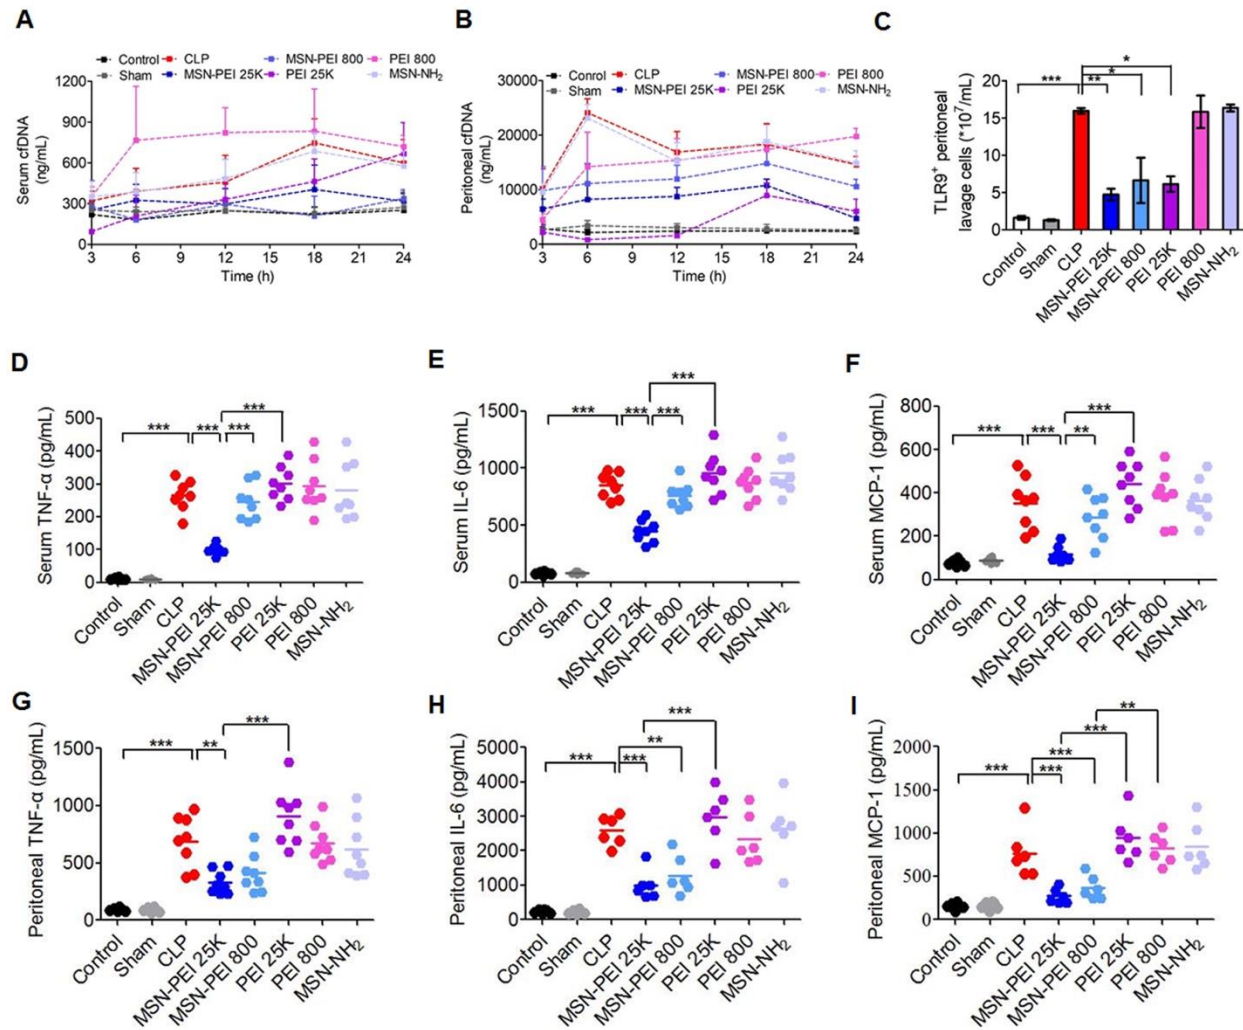 A
Control CLP MSN-PEI 800 PEI 800
Sham MSN-PEI 25K PEI 25K MSN-NH₂
Serum cfDNA
(ng/mL)
1200
900
600
300
0
3 6 12 18 24
Time (h)
B
Conrol CLP MSN-PEI 800 PEI 800
Sham MSN-PEI 25K PEI 25K MSN-NH₂
Peritoneal cfDNA
(ng/mL)
30000
20000
10000
0
3 6 12 18 24
Time (h)
C
TLR9⁺ peritoneal
lavage cells (*10⁷/mL)
20
15
10
5
0
*
*
*** **
Control Sham CLP MSN-PEI 25K MSN-PEI 800 PEI 25K PEI 800 MSN-NH₂
D
Serum TNF-α (pg/mL)
500
400
300
200
100
0
***
*** *** ***
Control Sham CLP MSN-PEI 25K MSN-PEI 800 PEI 25K PEI 800 MSN-NH₂
E
Serum IL-6 (pg/mL)
1500
1000
500
0
***
*** *** ***
Control Sham CLP MSN-PEI 25K MSN-PEI 800 PEI 25K PEI 800 MSN-NH₂
F
Serum MCP-1 (pg/mL)
800
600
400
200
0
***
*** *** **
Control Sham CLP MSN-PEI 25K MSN-PEI 800 PEI 25K PEI 800 MSN-NH₂
G
Peritoneal TNF-α (pg/mL)
1500
1000
500
0
***
*** **
Control Sham CLP MSN-PEI 25K MSN-PEI 800 PEI 25K PEI 800 MSN-NH₂
H
Peritoneal IL-6 (pg/mL)
5000
4000
3000
2000
1000
0
***
**
*** ***
Control Sham CLP MSN-PEI 25K MSN-PEI 800 PEI 25K PEI 800 MSN-NH₂
I
Peritoneal MCP-1 (pg/mL)
2000
1500
1000
500
0
**
***
***
*** ***
Control Sham CLP MSN-PEI 25K MSN-PEI 800 PEI 25K PEI 800 MSN-NH₂